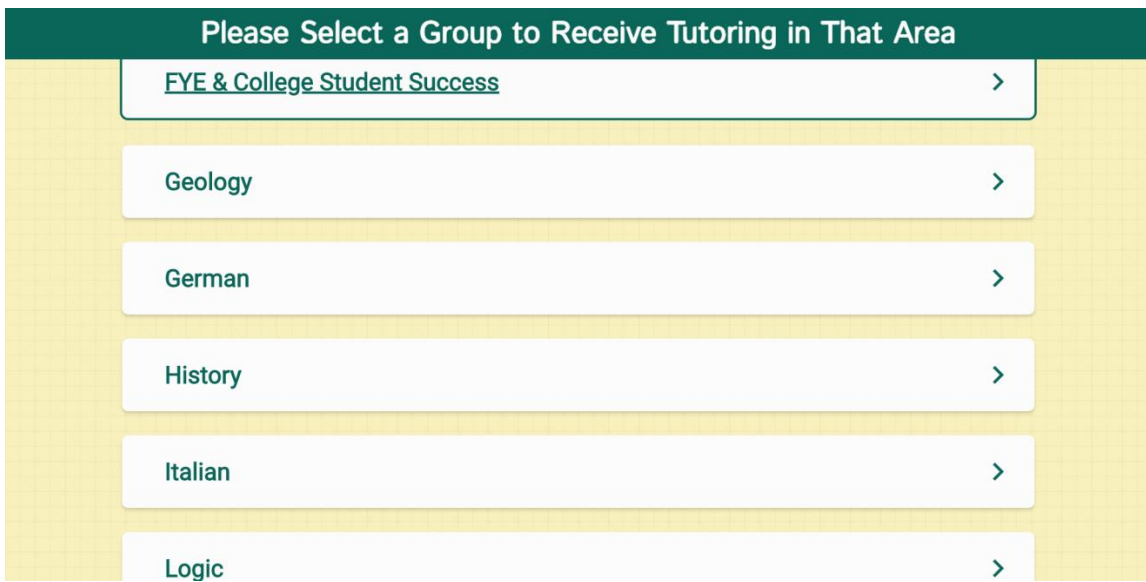 Please Select a Group to Receive Tutoring in That Area
FYE & College Student Success
Geology
German
History
Italian
Logic